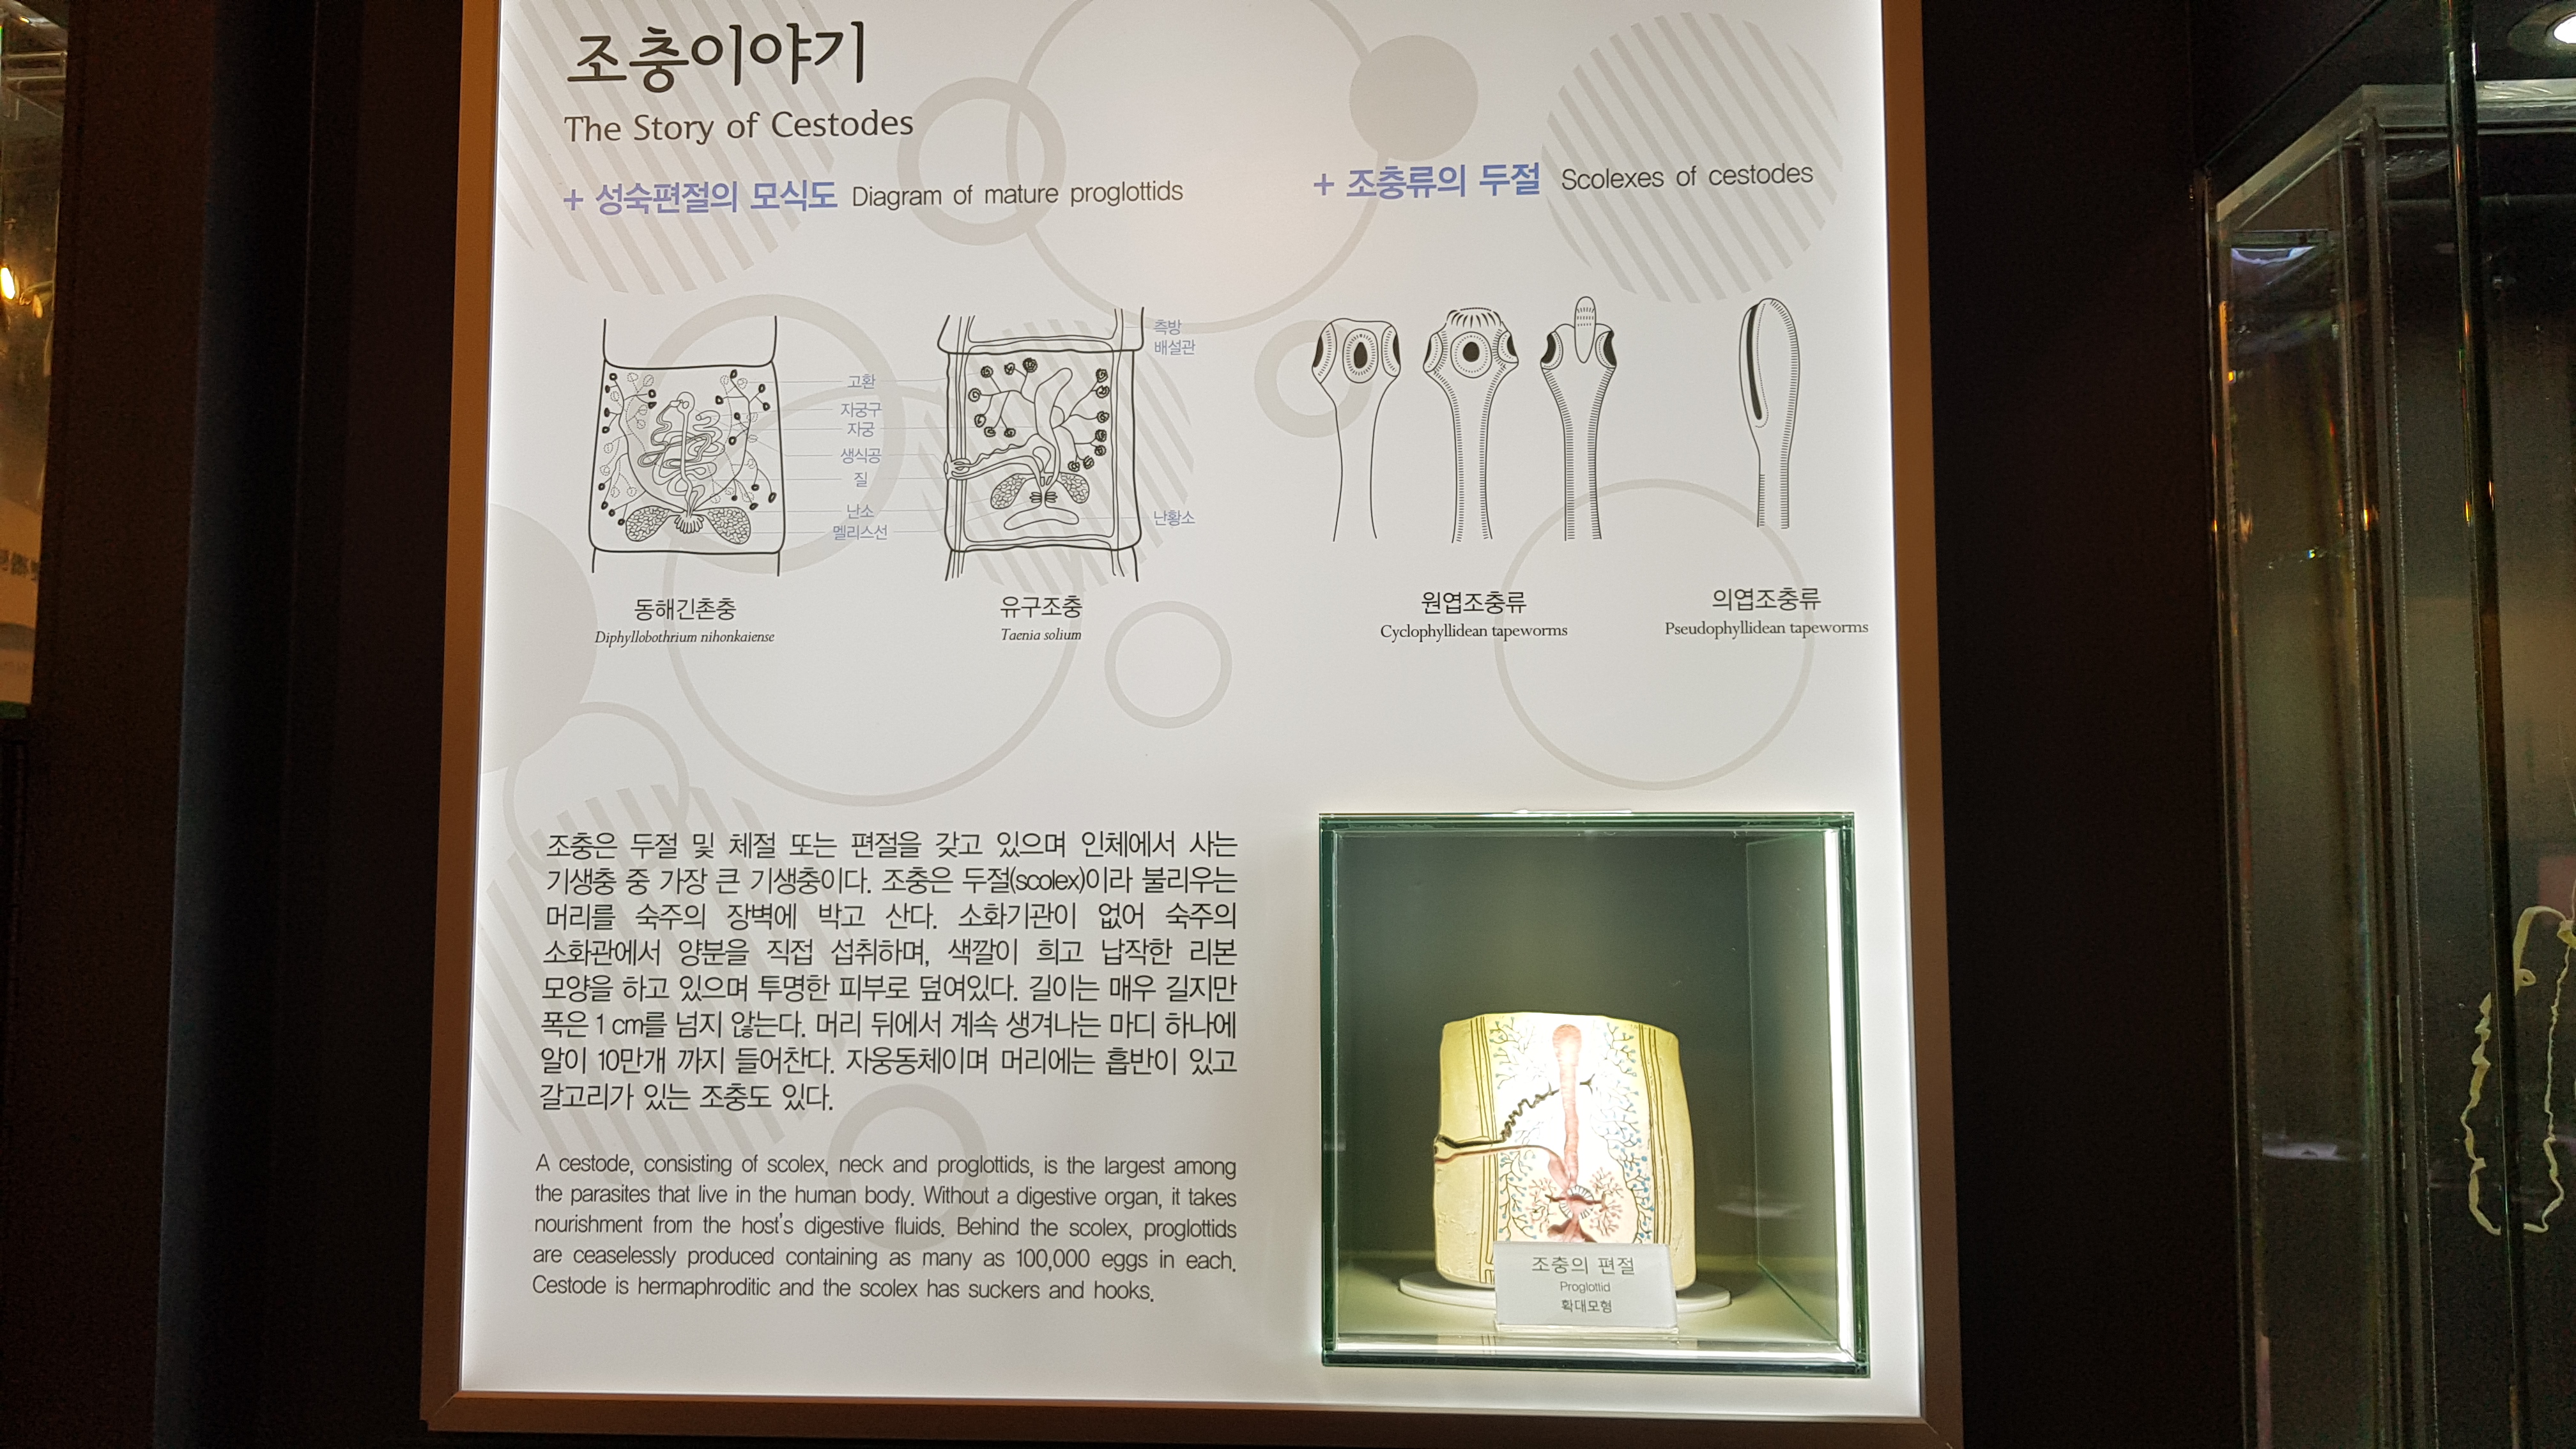 조충이야기
The Story of Cestodes
+ 성숙편절의 모식도 Diagram of mature proglottids
+ 조충류의 두절 Scolexes of cestodes
측방
배설관
고환
자궁구
자궁
생식공
질
난소
멜리스선
난황소
동해긴촌충
Diphyllobothrium nihonkaiense
유구조충
Taenia solium
원엽조충류
Cyclophyllidean tapeworms
의엽조충류
Pseudophyllidean tapeworms
조충은 두절 및 체절 또는 편절을 갖고 있으며 인체에서 사는
기생충 중 가장 큰 기생충이다. 조충은 두절(scolex)이라 불리우는
머리를 숙주의 장벽에 박고 산다. 소화기관이 없어 숙주의
소화관에서 양분을 직접 섭취하며, 색깔이 희고 납작한 리본
모양을 하고 있으며 투명한 피부로 덮여있다. 길이는 매우 길지만
폭은 1 cm를 넘지 않는다. 머리 뒤에서 계속 생겨나는 마디 하나에
알이 10만개 까지 들어찬다. 자웅동체이며 머리에는 흡반이 있고
갈고리가 있는 조충도 있다.
A cestode, consisting of scolex, neck and proglottids, is the largest among
the parasites that live in the human body. Without a digestive organ, it takes
nourishment from the host's digestive fluids. Behind the scolex, proglottids
are ceaselessly produced containing as many as 100,000 eggs in each.
Cestode is hermaphroditic and the scolex has suckers and hooks.
조충의 편절
Proglottid
확대모형